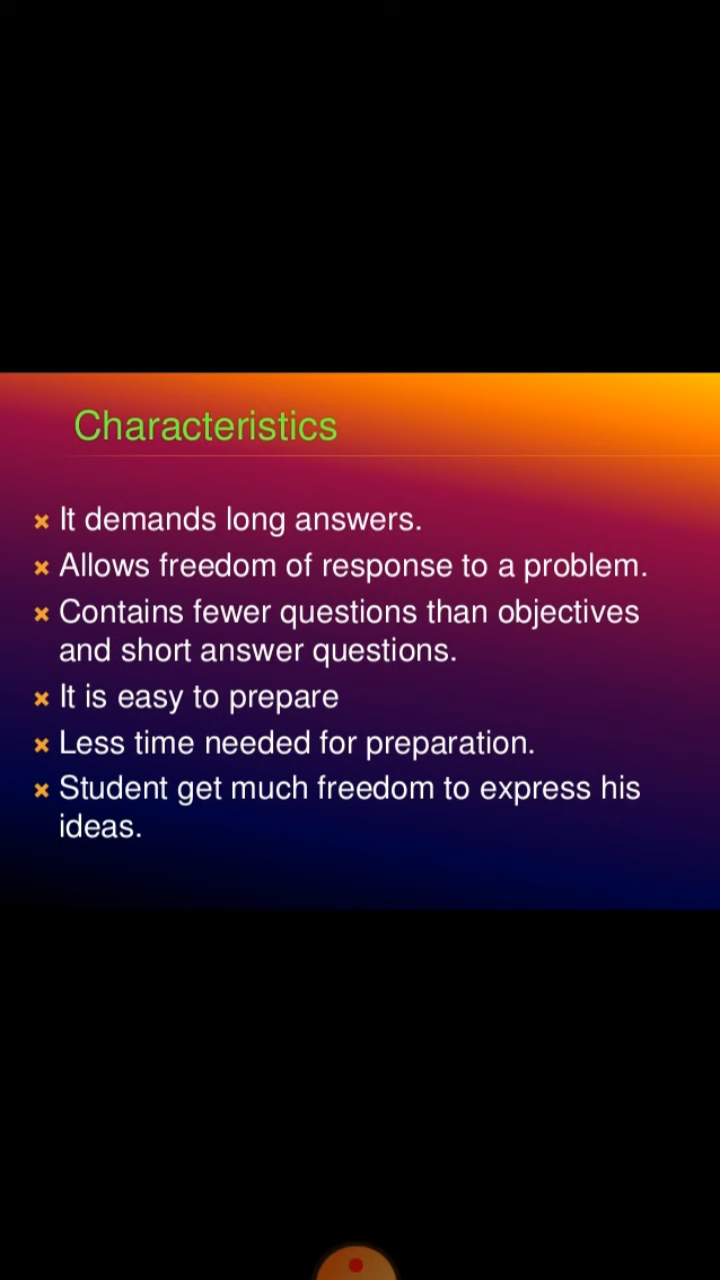 Characteristics
It demands long answers.
Allows freedom of response to a problem.
Contains fewer questions than objectives
and short answer questions.
It is easy to prepare
Less time needed for preparation.
Student get much freedom to express his
ideas.